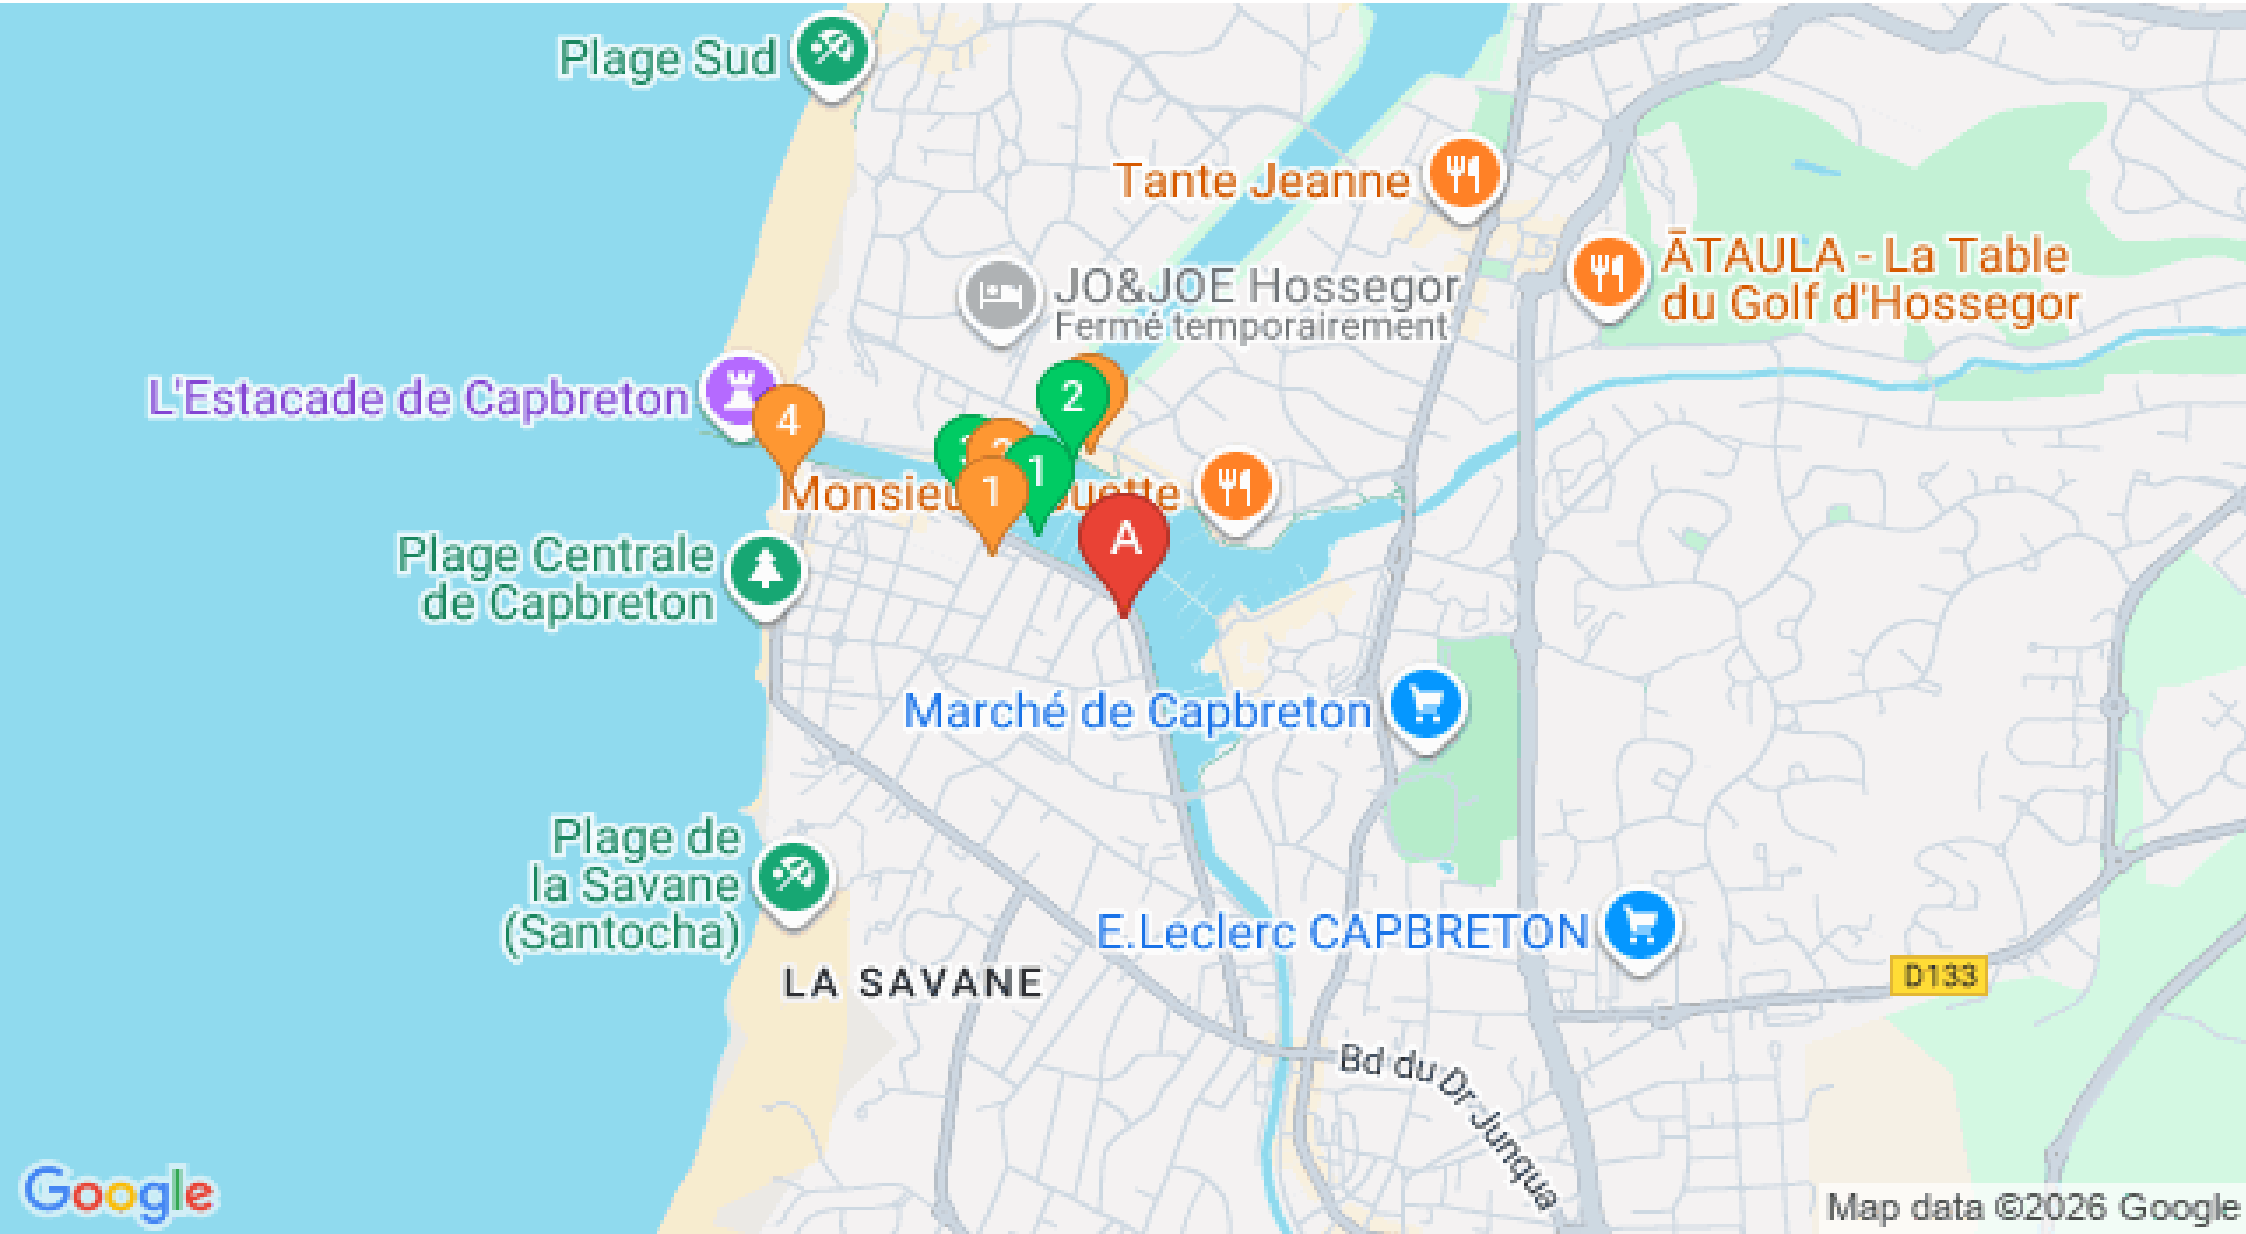 Plage Sud
Tante Jeanne
ĀTAULA - La Table
du Golf d'Hossegor
JO&JOE Hossegor
Fermé temporairement
L'Estacade de Capbreton
4
2
1
1
A
Plage Centrale
de Capbreton
Marché de Capbreton
Plage de
la Savane
(Santocha)
E.Leclerc CAPBRETON
LA SAVANE
D133
Bd du Dr Junqua
Google
Map data ©2026 Google